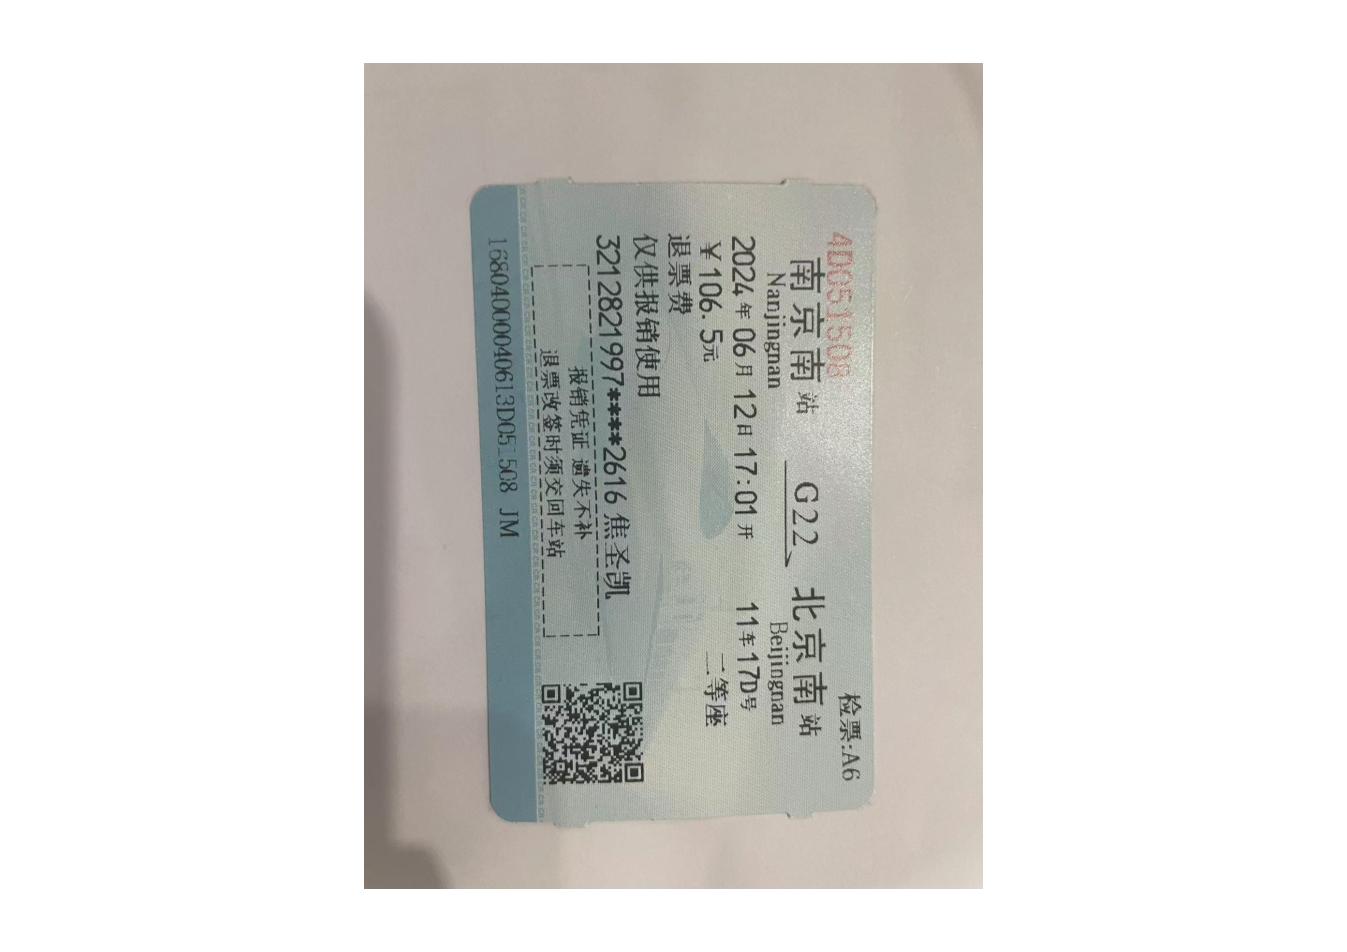 4D051508
检票:A6
南京南站 G22 北京南站
Nanjingnan Beijingnan
2024年06月12日17:01开 11车17D号
￥106.5元 二等座
退票费
仅供报销使用
3212821997****2616 焦圣凯
报销凭证 遗失不补
退票改签时须交回车站
16804000040613D051508 JM